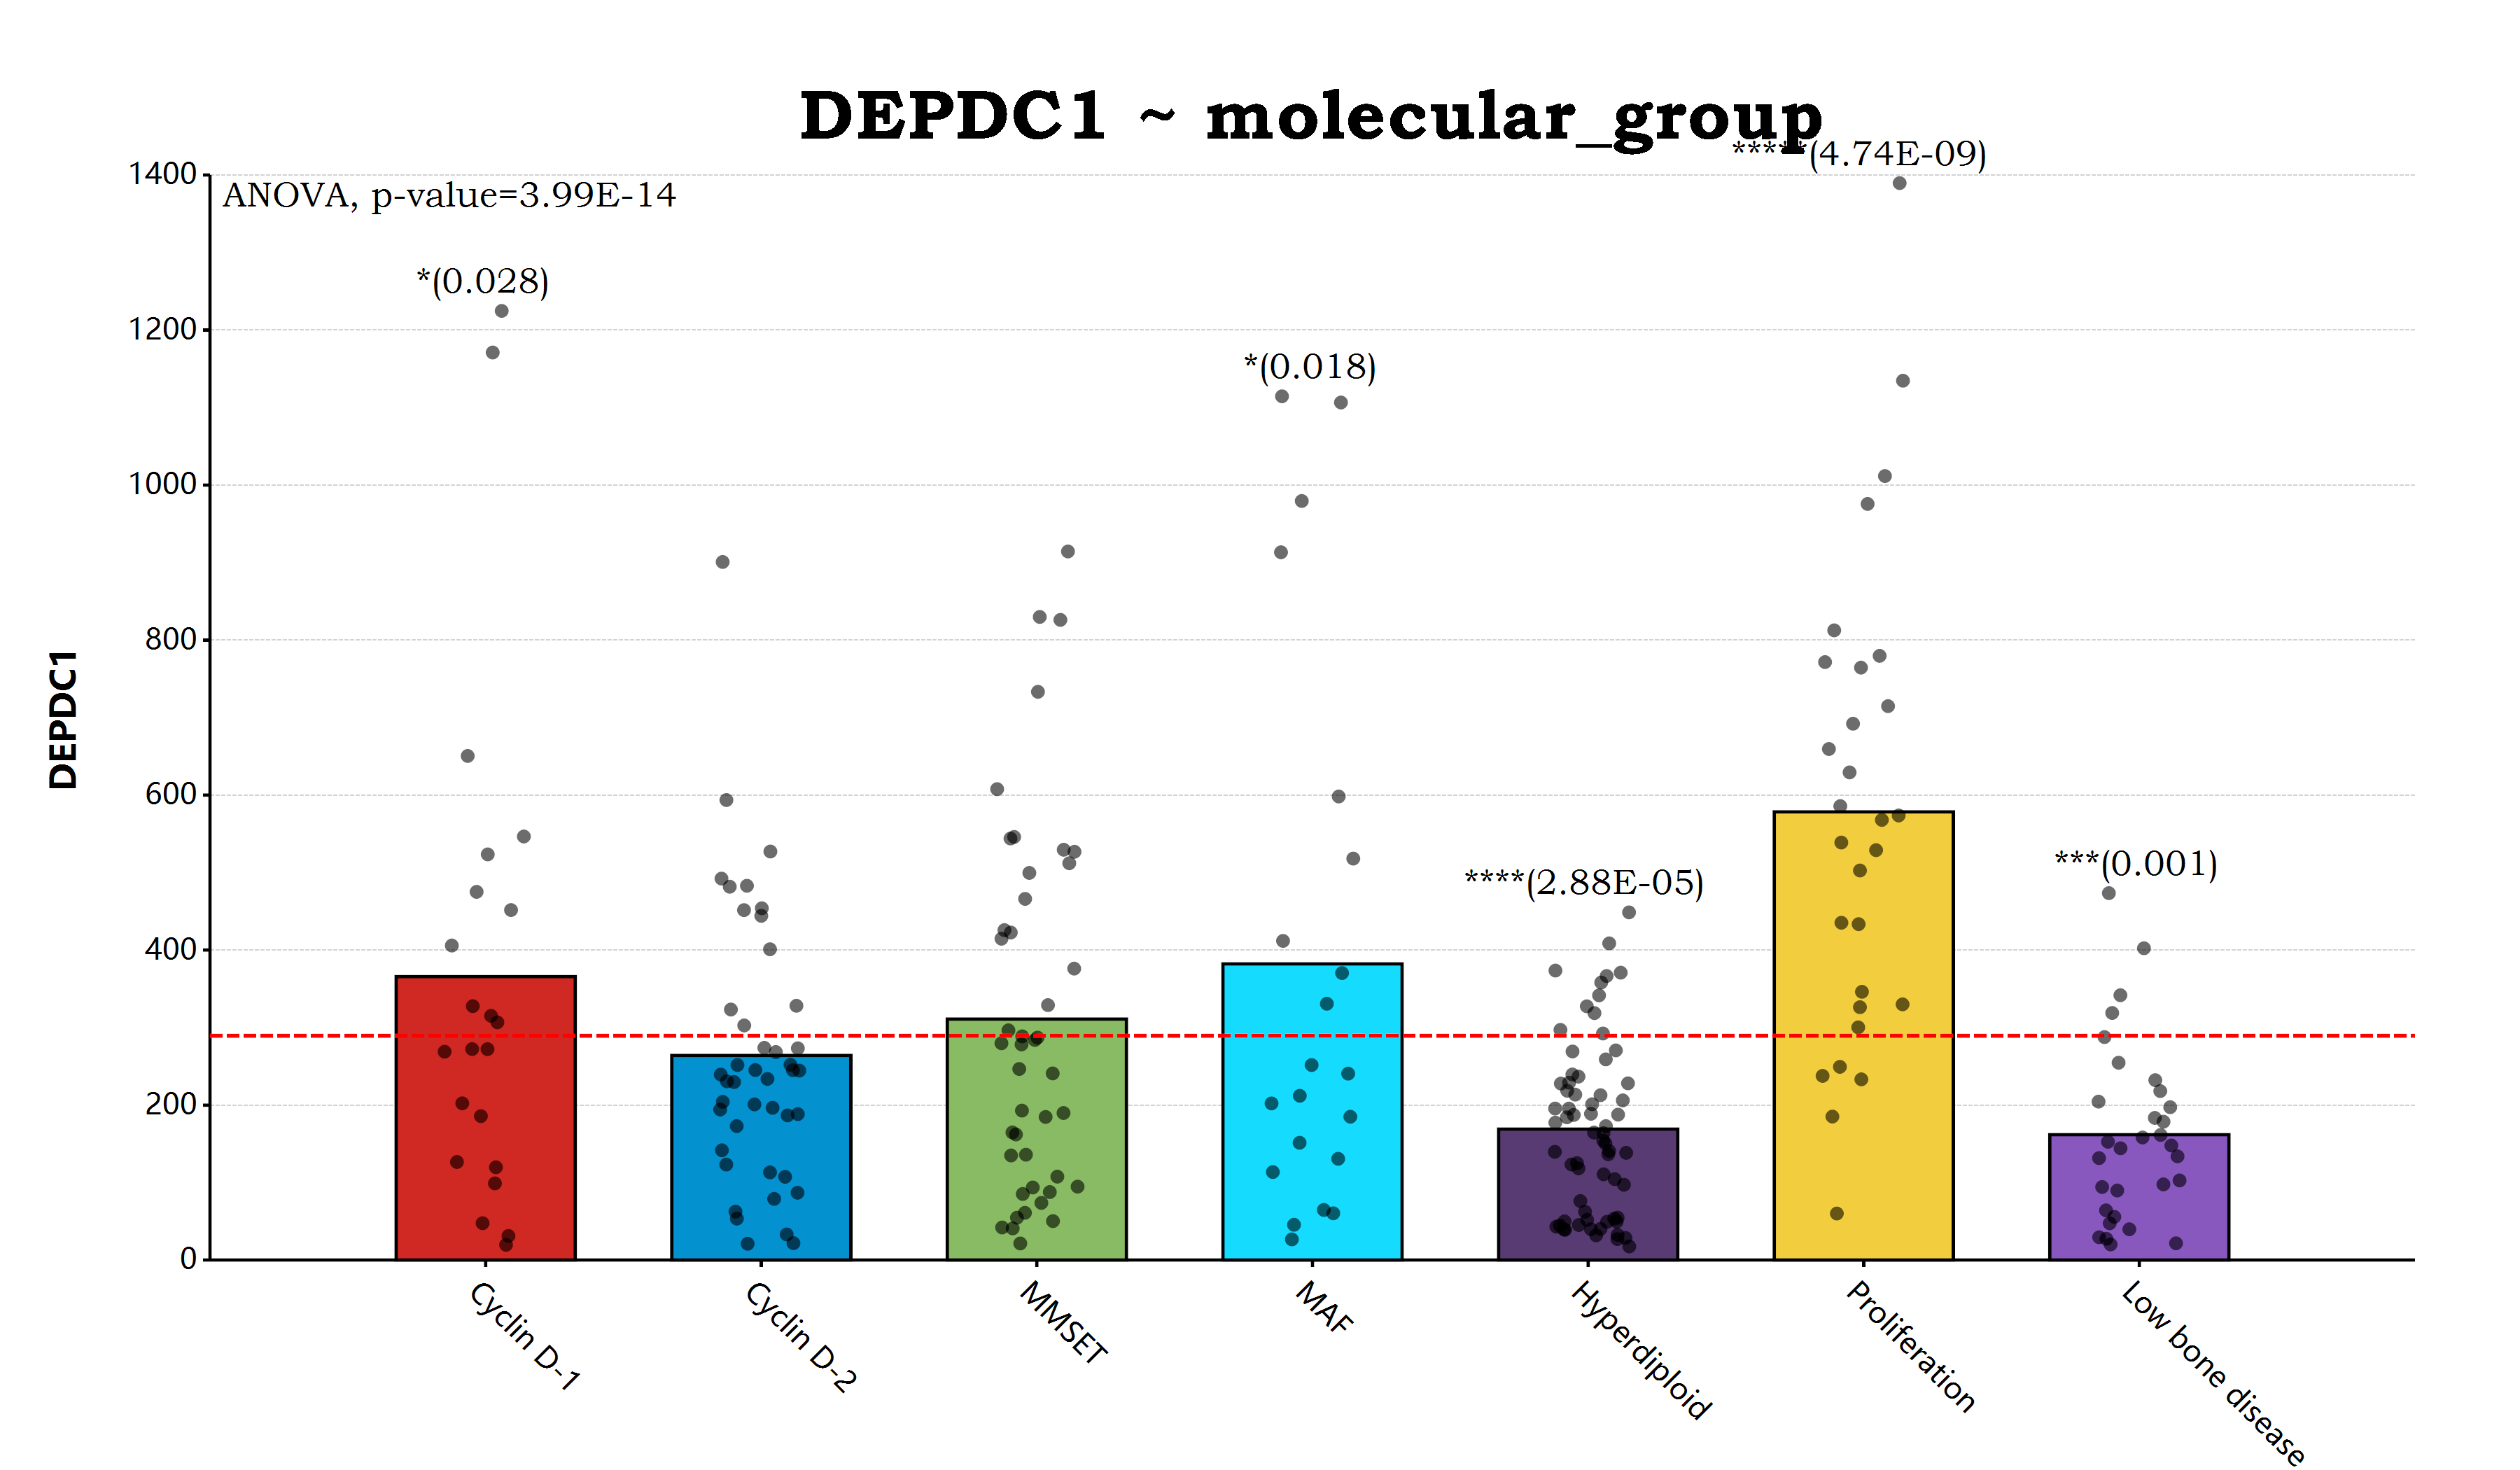 DEPDC1 ~ molecular_group
*****(4.74E-09)
1400
ANOVA, p-value=3.99E-14
*(0.028)
1200
*(0.018)
1000
800
DEPDC1
600
***(0.001)
****(2.88E-05)
400
200
0
Cyclin D-1
Cyclin D-2
MMSET
MAF
Hyperdiploid
Proliferation
Low bone disease